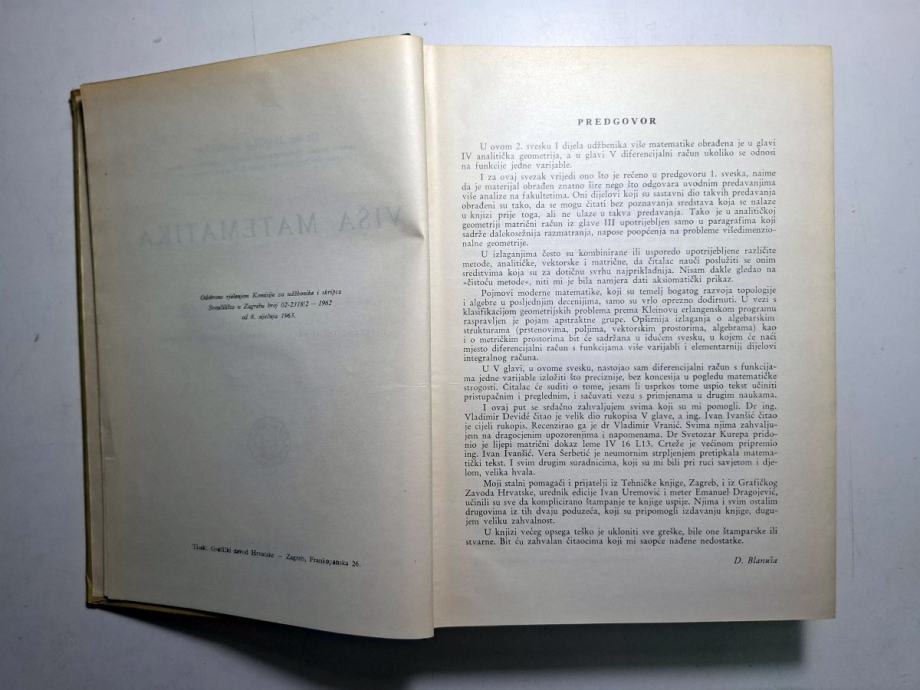 VIŠA MATEMATIKA
Odobreno rješenjem Komisije za udžbenike i skripta
Sveučilišta u Zagrebu broj 02-2318/2 — 1962
od 8. siječnja 1963.
Tisak: Grafički zavod Hrvatske — Zagreb, Frankopanska 26.
PREDGOVOR
U ovom 2. svesku I dijela udžbenika više matematike obrađena je u glavi
IV analitička geometrija, a u glavi V diferencijalni račun ukoliko se odnosi
na funkcije jedne varijable.
I za ovaj svezak vrijedi ono što je rečeno u predgovoru 1. sveska, naime
da je materijal obrađen znatno šire nego što odgovara uvodnim predavanjima
više analize na fakultetima. Oni dijelovi koji su sastavni dio takvih predavanja
obrađeni su tako, da se mogu čitati bez poznavanja sredstava koja se nalaze
u knjizi prije toga, ali ne ulaze u takva predavanja. Tako je u analitičkoj
geometriji matrični račun iz glave III upotrijebljen samo u paragrafima koji
sadrže dalekosežnija razmatranja, napose poopćenja na probleme višedimenzio-
nalne geometrije.
U izlaganjima često su kombinirane ili usporedo upotrijebljene različite
metode, analitičke, vektorske i matrične, da čitalac nauči poslužiti se onim
sredstvima koja su za dotičnu svrhu najprikladnija. Nisam dakle gledao na
»čistoću metode«, niti mi je bila namjera dati aksiomatički prikaz.
Pojmovi moderne matematike, koji su temelj bogatog razvoja topologije
i algebre u posljednjim decenijima, samo su vrlo oprezno dodirnuti. U vezi s
klasifikacijom geometrijskih problema prema Kleinovu erlangenskom programu
raspravljen je pojam apstraktne grupe. Opširnija izlaganja o algebarskim
strukturama (prstenovima, poljima, vektorskim prostorima, algebrama) kao
i o metričkim prostorima bit će sadržana u idućem svesku, u kojem će naći
mjesto diferencijalni račun s funkcijama više varijabli i elementarniji dijelovi
integralnog računa.
U V glavi, u ovome svesku, nastojao sam diferencijalni račun s funkcija-
ma jedne varijable izložiti što preciznije, bez koncesija u pogledu matematičke
strogosti. Čitalac će suditi o tome, jesam li usprkos tome uspio tekst učiniti
pristupačnim i preglednim, i sačuvati vezu s primjenama u drugim naukama.
I ovaj put se srdačno zahvaljujem svima koji su mi pomogli. Dr ing.
Vladimir Devidé čitao je velik dio rukopisa V glave, a ing. Ivan Ivanšić čitao
je cijeli rukopis. Recenzirao ga je dr Vladimir Vranić. Svima njima zahvalju-
jem na dragocjenim upozorenjima i napomenama. Dr Svetozar Kurepa prido-
nio je lijepi matrični dokaz leme IV 16 L13. Crteže je većinom pripremio
ing. Ivan Ivanšić. Vera Šerbetić je neumornim strpljenjem pretipkala matema-
tički tekst. I svim drugim suradnicima, koji su mi bili pri ruci savjetom i dje-
lom, velika hvala.
Moji stalni pomagači i prijatelji iz Tehničke knjige, Zagreb, i iz Grafičkog
Zavoda Hrvatske, urednik edicije Ivan Uremović i meter Emanuel Dragojević,
učinili su sve da komplicirano štampanje te knjige uspije. Njima i svim ostalim
drugovima iz tih dvaju poduzeća, koji su pripomogli izdavanju knjige, dugu-
jem veliku zahvalnost.
U knjizi većeg opsega teško je ukloniti sve greške, bile one štamparske ili
stvarne. Bit ću zahvalan čitaocima koji mi saopće nađene nedostatke.
D. Blanuša